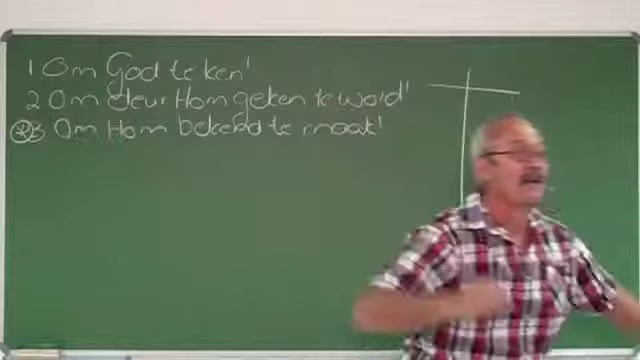 1 Om God te ken!
2 Om deur Hom geken te word!
3 Om Hom bekend te maak!